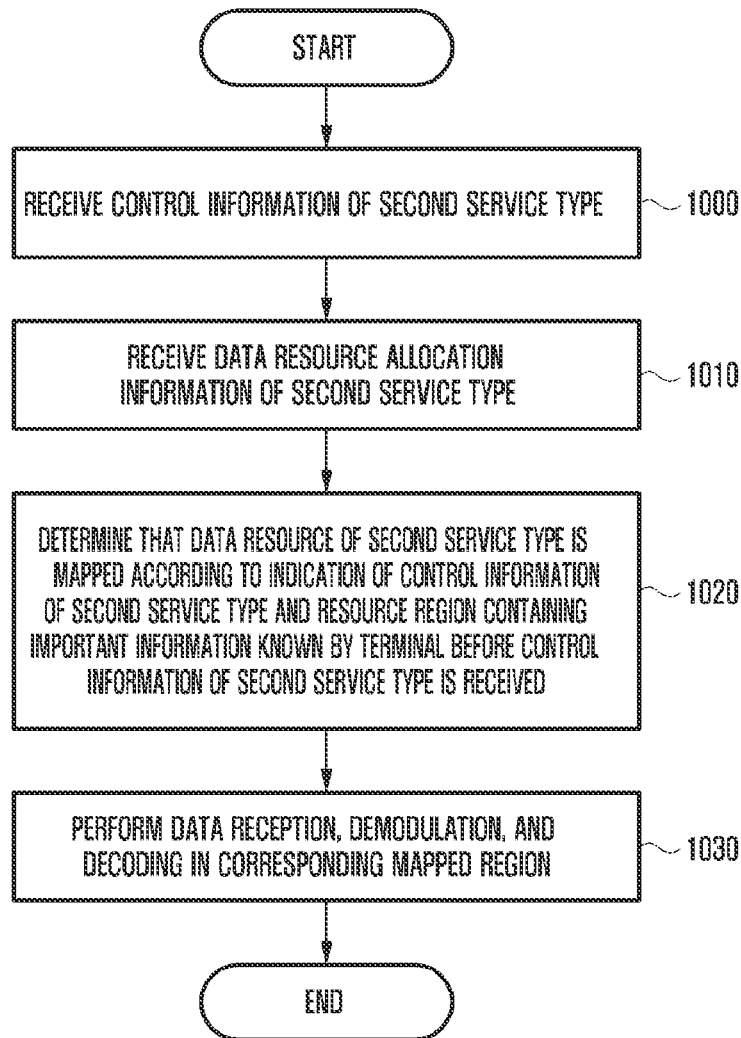 START
RECEIVE CONTROL INFORMATION OF SECOND SERVICE TYPE
1000
RECEIVE DATA RESOURCE ALLOCATION
INFORMATION OF SECOND SERVICE TYPE
1010
DETERMINE THAT DATA RESOURCE OF SECOND SERVICE TYPE IS
MAPPED ACCORDING TO INDICATION OF CONTROL INFORMATION
OF SECOND SERVICE TYPE AND RESOURCE REGION CONTAINING
IMPORTANT INFORMATION KNOWN BY TERMINAL BEFORE CONTROL
INFORMATION OF SECOND SERVICE TYPE IS RECEIVED
1020
PERFORM DATA RECEPTION, DEMODULATION, AND
DECODING IN CORRESPONDING MAPPED REGION
1030
END